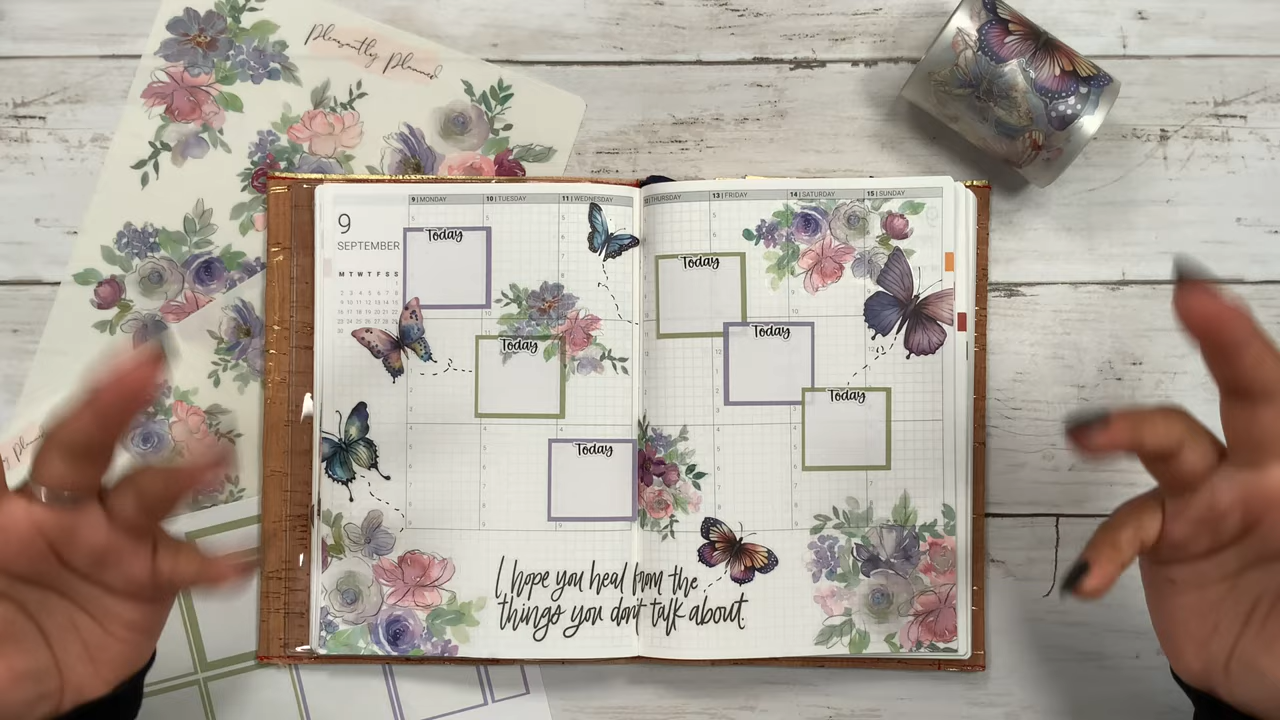 Pleasantly Planned
9
SEPTEMBER
M T W T F S S
9 | MONDAY
10 | TUESDAY
11 | WEDNESDAY
THURSDAY
13 | FRIDAY
14 | SATURDAY
15 | SUNDAY
Today
Today
Today
Today
Today
Today
I hope you heal from the
things you don't talk about.